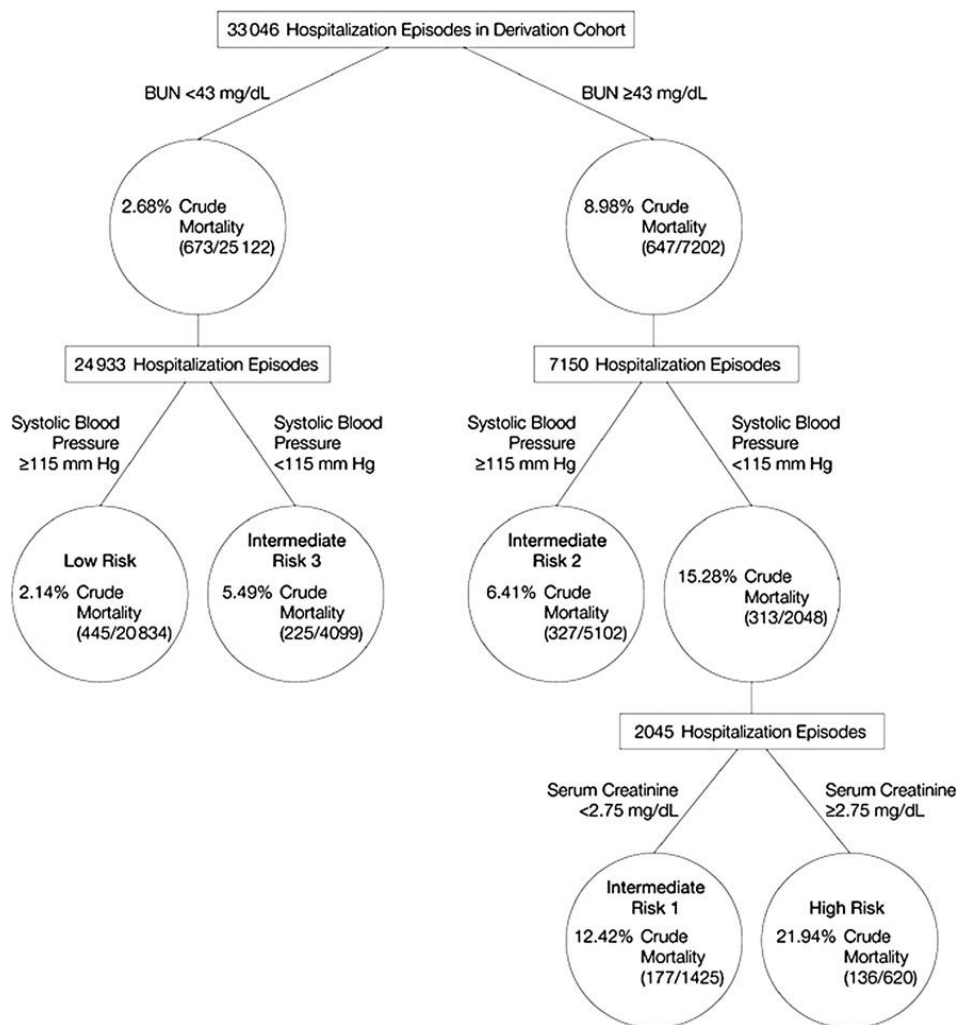 33 046 Hospitalization Episodes in Derivation Cohort
BUN <43 mg/dL
BUN ≥43 mg/dL
2.68% Crude
Mortality
(673/25 122)
8.98% Crude
Mortality
(647/7202)
24 933 Hospitalization Episodes
7150 Hospitalization Episodes
Systolic Blood
Pressure
≥115 mm Hg
Systolic Blood
Pressure
<115 mm Hg
Systolic Blood
Pressure
≥115 mm Hg
Systolic Blood
Pressure
<115 mm Hg
Low Risk
2.14% Crude
Mortality
(445/20 834)
Intermediate
Risk 3
5.49% Crude
Mortality
(225/4099)
Intermediate
Risk 2
6.41% Crude
Mortality
(327/5102)
15.28% Crude
Mortality
(313/2048)
2045 Hospitalization Episodes
Serum Creatinine
<2.75 mg/dL
Serum Creatinine
≥2.75 mg/dL
Intermediate
Risk 1
12.42% Crude
Mortality
(177/1425)
High Risk
21.94% Crude
Mortality
(136/620)